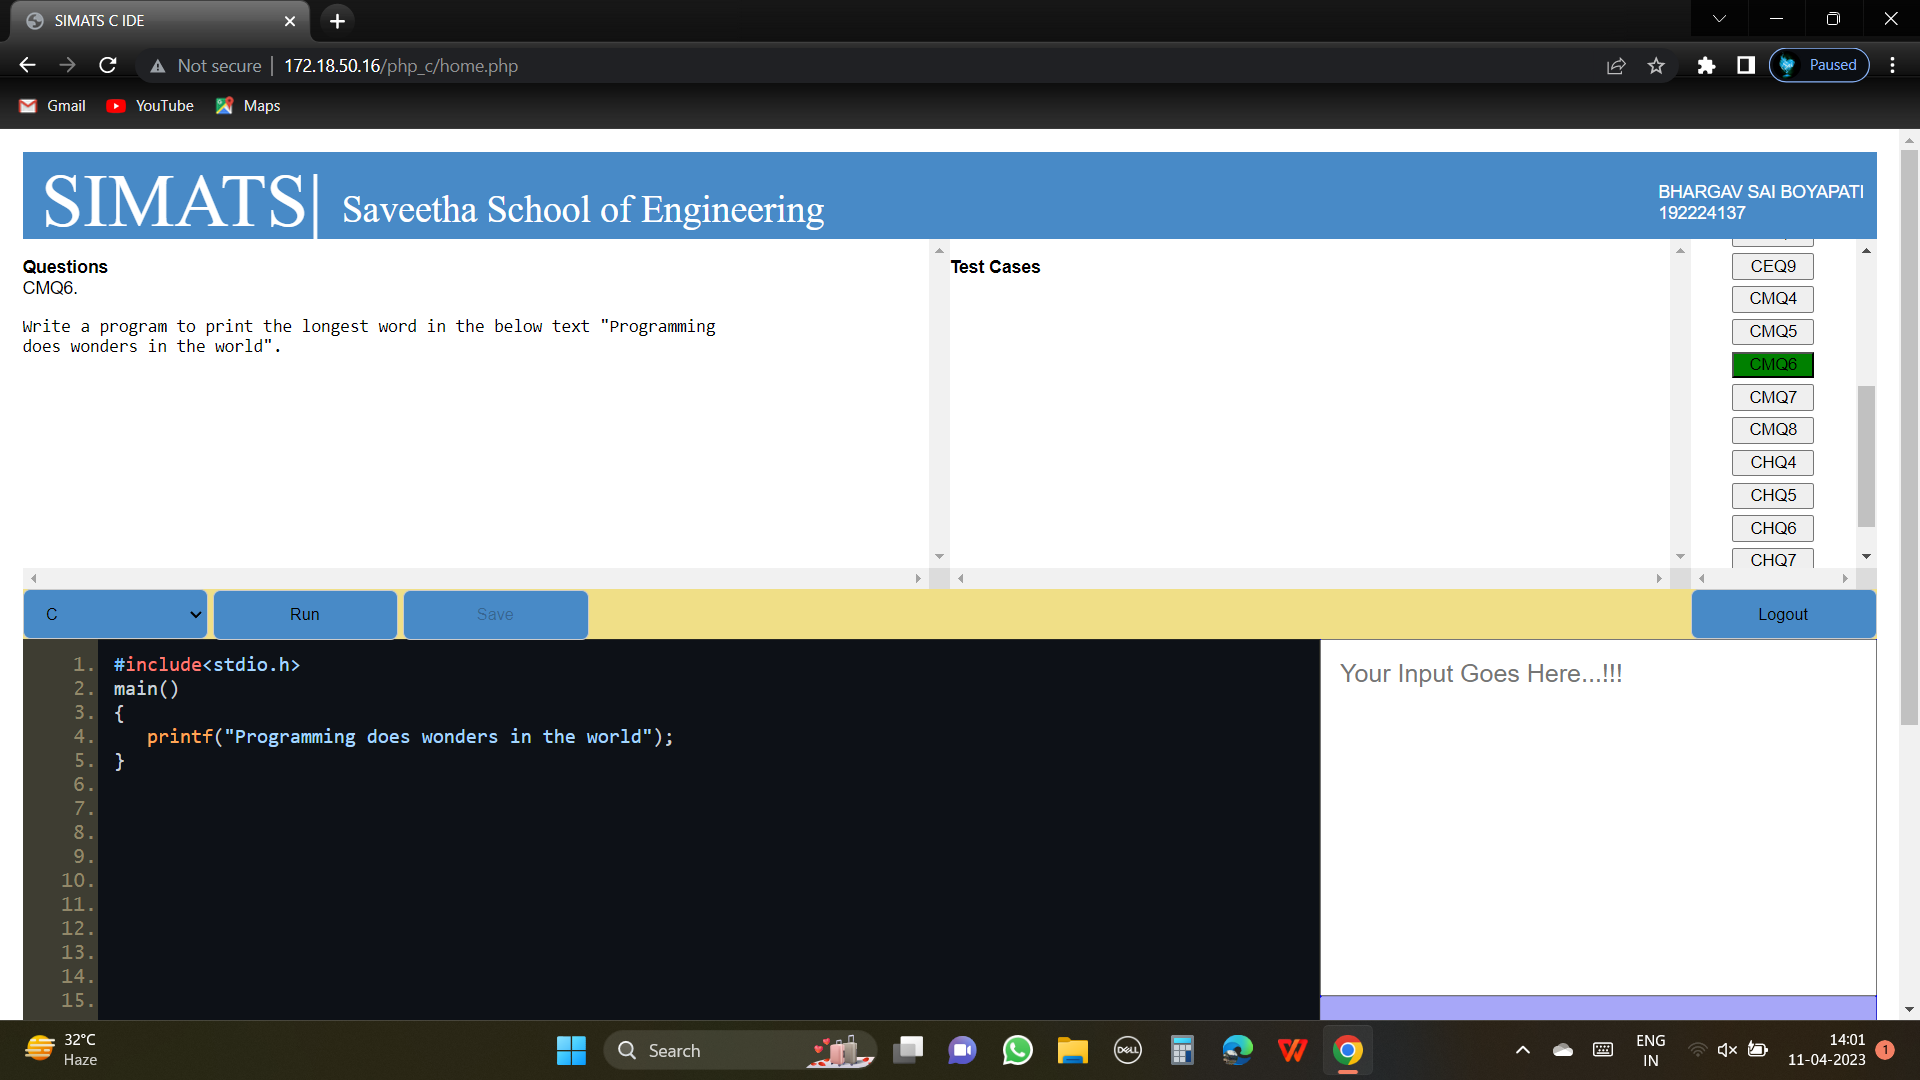 SIMATS C IDE
Not secure
172.18.50.16/php_c/home.php
Paused
Gmail
YouTube
Maps
SIMATS| Saveetha School of Engineering
BHARGAV SAI BOYAPATI
192224137
Questions
CMQ6.
Write a program to print the longest word in the below text "Programming
does wonders in the world".
Test Cases
CEQ9
CMQ4
CMQ5
CMQ6
CMQ7
CMQ8
CHQ4
CHQ5
CHQ6
CHQ7
C
Run
Save
Logout
1. #include<stdio.h>
2. main()
3. {
4. printf("Programming does wonders in the world");
5. }
6.
7.
8.
9.
10.
11.
12.
13.
14.
15.
Your Input Goes Here...!!!
32°C
Haze
Search
DELL
ENG
IN
14:01
11-04-2023
1